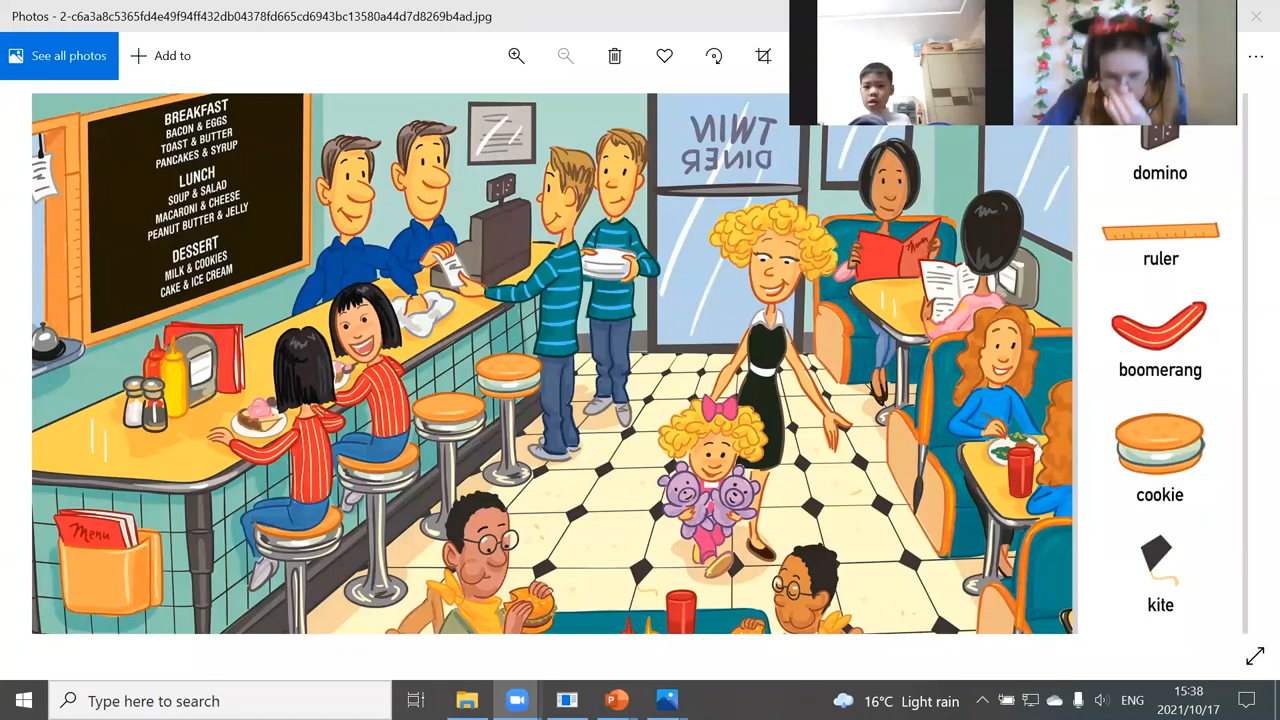 Photos - 2-c6a3a8c5365fd4e49f94ff432db04378fd665cd6943bc13580a44d7d8269b4ad.jpg
See all photos
Add to
BREAKFAST
BACON & EGGS
TOAST & BUTTER
PANCAKES & SYRUP
LUNCH
SOUP & SALAD
MACARONI & CHEESE
PEANUT BUTTER & JELLY
DESSERT
MILK & COOKIES
CAKE & ICE CREAM
TWIN
DINER
Menu
Menu
domino
ruler
boomerang
cookie
kite
Type here to search
16°C Light rain
ENG
15:38
2021/10/17